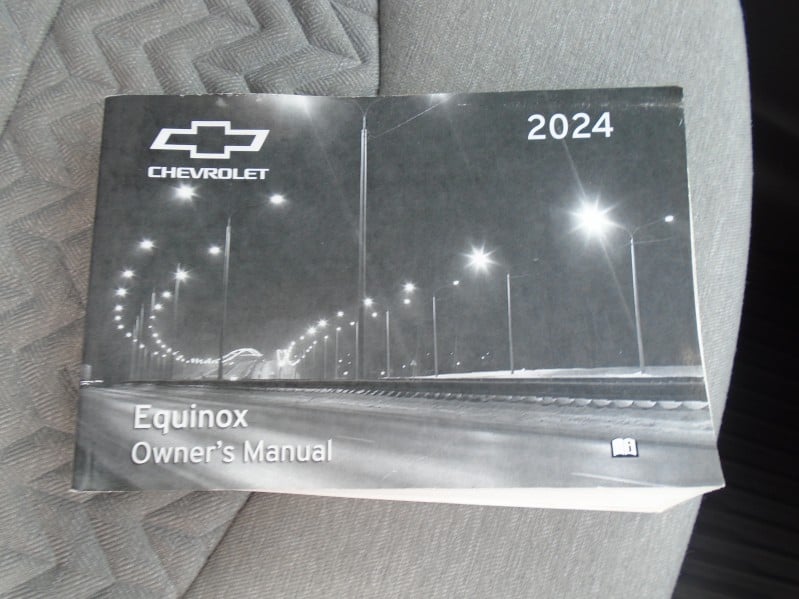 CHEVROLET
2024
Equinox
Owner's Manual